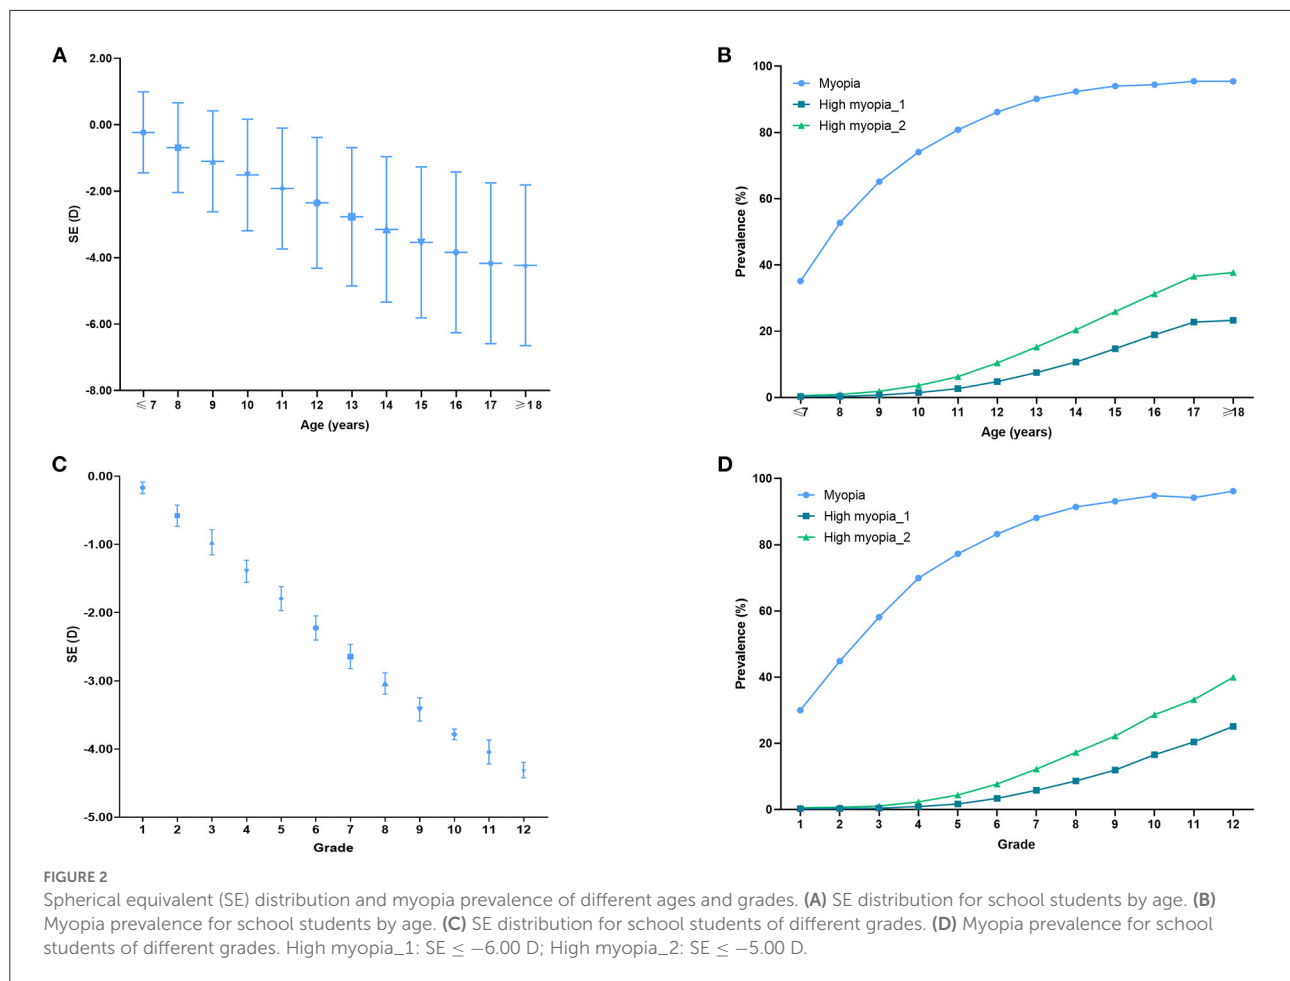 A
2.00
0.00
-2.00
-4.00
-6.00
-8.00
SE (D)
⩽ 7 8 9 10 11 12 13 14 15 16 17 ⩾1 8
Age (years)
B
100
80
60
40
20
0
Prevalence (%)
Myopia
High myopia_1
High myopia_2
⩽7 8 9 10 11 12 13 14 15 16 17 ⩾18
Age (years)
C
0.00
-1.00
-2.00
-3.00
-4.00
-5.00
SE (D)
1 2 3 4 5 6 7 8 9 10 11 12
Grade
D
100
80
60
40
20
0
Prevalence (%)
Myopia
High myopia_1
High myopia_2
1 2 3 4 5 6 7 8 9 10 11 12
Grade
FIGURE 2
Spherical equivalent (SE) distribution and myopia prevalence of different ages and grades. (A) SE distribution for school students by age. (B)
Myopia prevalence for school students by age. (C) SE distribution for school students of different grades. (D) Myopia prevalence for school
students of different grades. High myopia_1: SE ≤ −6.00 D; High myopia_2: SE ≤ −5.00 D.